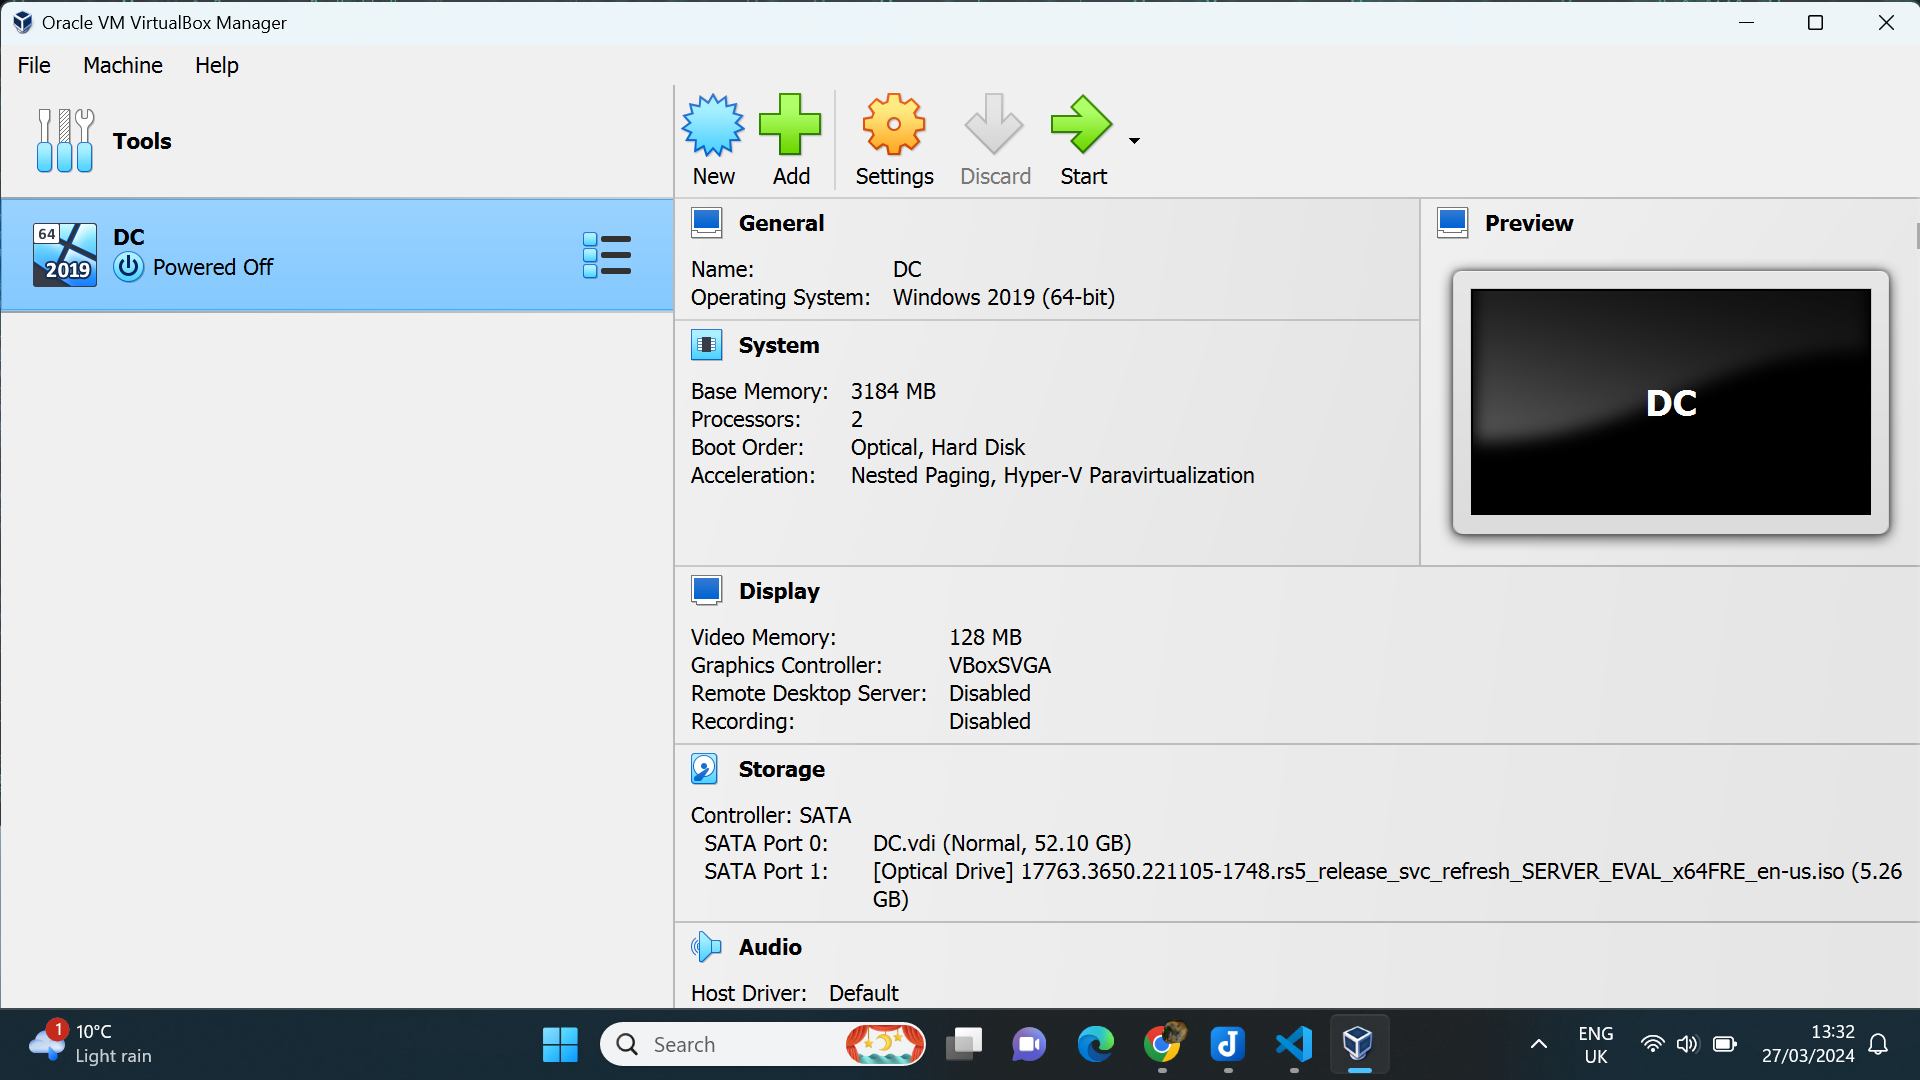 Oracle VM VirtualBox Manager
File Machine Help
Tools
New Add Settings Discard Start
64
2019
DC
Powered Off
General
Name: DC
Operating System: Windows 2019 (64-bit)
Preview
DC
System
Base Memory: 3184 MB
Processors: 2
Boot Order: Optical, Hard Disk
Acceleration: Nested Paging, Hyper-V Paravirtualization
Display
Video Memory: 128 MB
Graphics Controller: VBoxSVGA
Remote Desktop Server: Disabled
Recording: Disabled
Storage
Controller: SATA
SATA Port 0: DC.vdi (Normal, 52.10 GB)
SATA Port 1: [Optical Drive] 17763.3650.221105-1748.rs5_release_svc_refresh_SERVER_EVAL_x64FRE_en-us.iso (5.26
GB)
Audio
Host Driver: Default
1
10°C
Light rain
Search
ENG
UK
13:32
27/03/2024